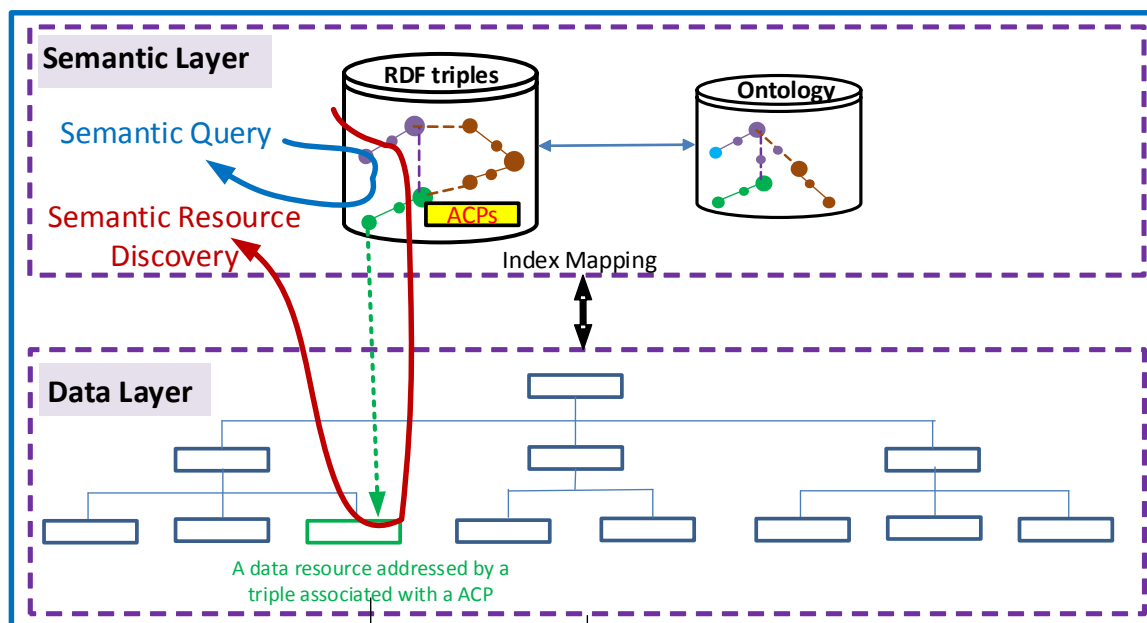 Semantic Layer
RDF triples
Ontology
Semantic Query
ACPs
Semantic Resource
Discovery
Index Mapping
Data Layer
A data resource addressed by a
triple associated with a ACP